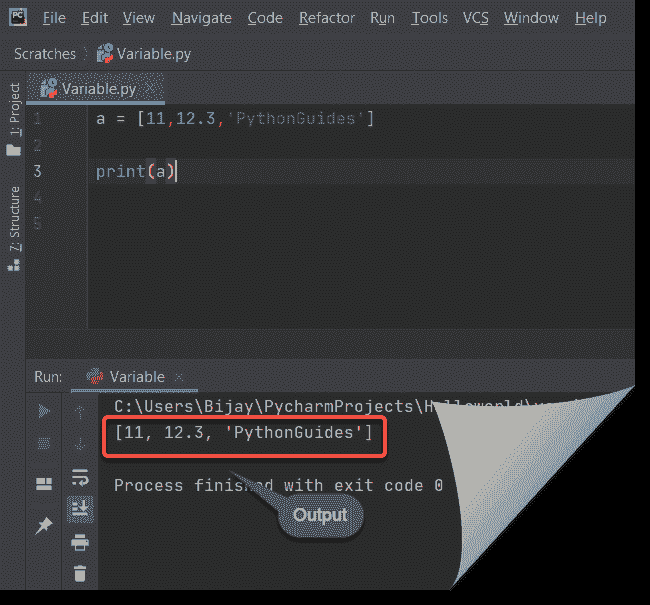 PC File Edit View Navigate Code Refactor Run Tools VCS Window Help
Scratches Variable.py
1: Project
7: Structure
Variable.py
1 a = [11,12.3,'PythonGuides']
2
3 print(a)
4
5
Run: Variable
C:\Users\Bijay\PycharmProjects\
[11, 12.3, 'PythonGuides']
Process finished with exit code 0
Output